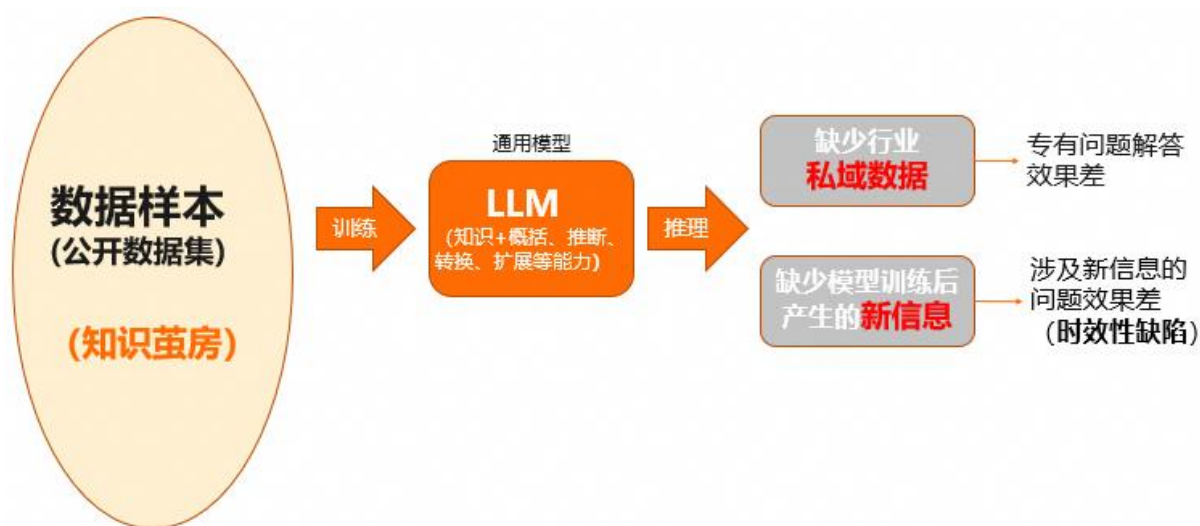 数据样本
(公开数据集)
(知识茧房)
训练
通用模型
LLM
(知识+概括、推断、
转换、扩展等能力)
推理
缺少行业
私域数据
专有问题解答
效果差
缺少模型训练后
产生的新信息
涉及新信息的
问题效果差
(时效性缺陷)